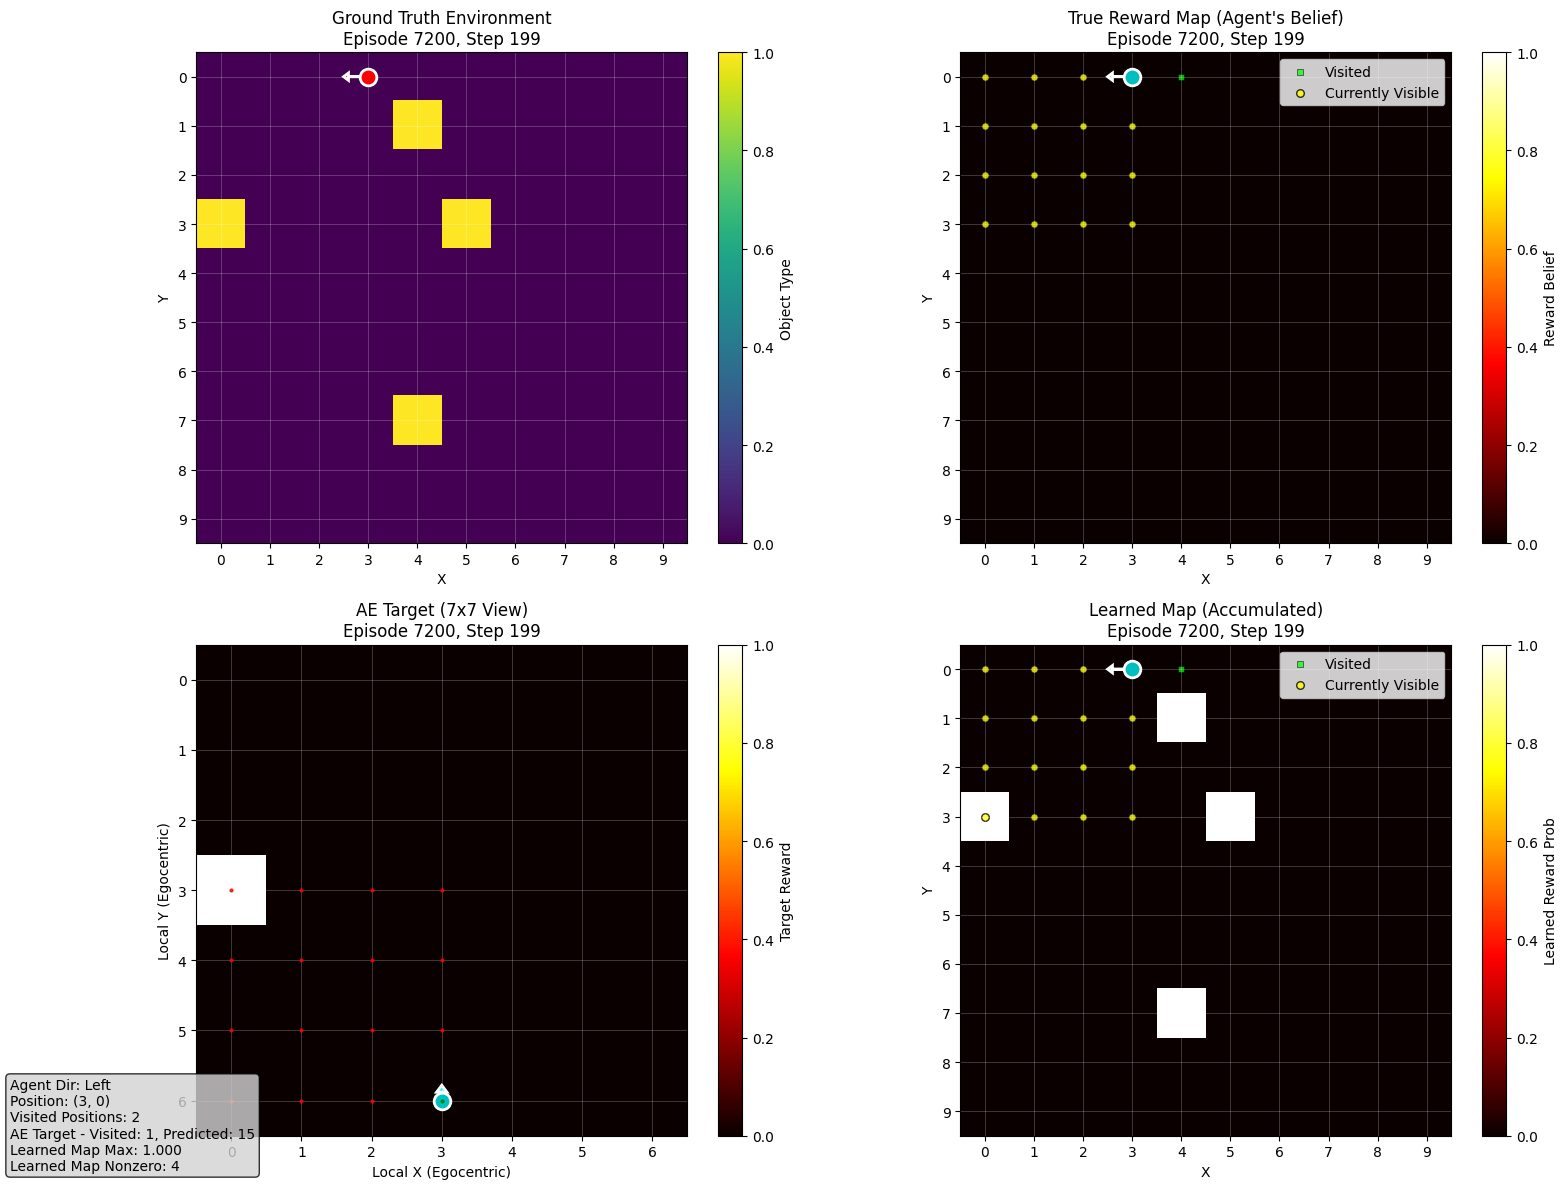 Ground Truth Environment
Episode 7200, Step 199
0
1
2
3
4
5
6
7
8
9
Y
0 1 2 3 4 5 6 7 8 9
X
1.0
0.8
0.6
0.4
0.2
0.0
Object Type
True Reward Map (Agent's Belief)
Episode 7200, Step 199
Visited
Currently Visible
0
1
2
3
4
5
6
7
8
9
Y
0 1 2 3 4 5 6 7 8 9
X
1.0
0.8
0.6
0.4
0.2
0.0
Reward Belief
AE Target (7x7 View)
Episode 7200, Step 199
0
1
2
3
4
5
6
Local Y (Egocentric)
0 1 2 3 4 5 6
Local X (Egocentric)
1.0
0.8
0.6
0.4
0.2
0.0
Target Reward
Agent Dir: Left
Position: (3, 0)
Visited Positions: 2
AE Target - Visited: 1, Predicted: 15
Learned Map Max: 1.000
Learned Map Nonzero: 4
Learned Map (Accumulated)
Episode 7200, Step 199
Visited
Currently Visible
0
1
2
3
4
5
6
7
8
9
Y
0 1 2 3 4 5 6 7 8 9
X
1.0
0.8
0.6
0.4
0.2
0.0
Learned Reward Prob